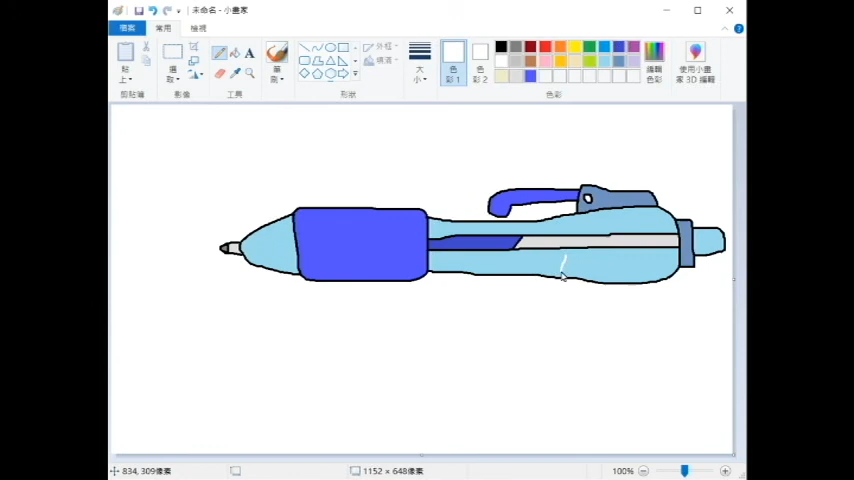 未命名 - 小畫家
檔案 常用 檢視
貼上
剪貼簿
選取
影像
A
工具
筆刷
外框
填滿
形狀
大小
色彩 1
色彩 2
編輯色彩
色彩
使用小畫家 3D 編輯
834, 309像素
1152 × 648像素
100%